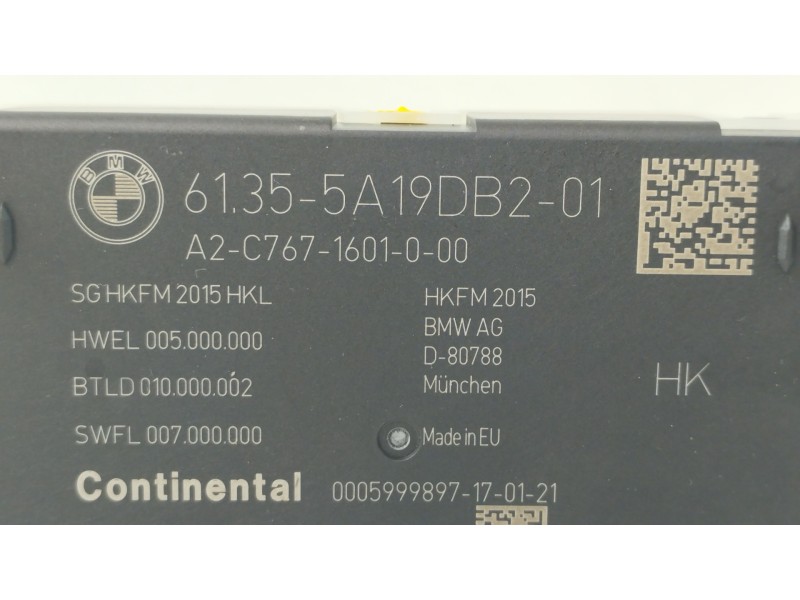 BMW
61.35-5A19DB2-01
A2-C767-1601-0-00
SG HKFM 2015 HKL
HWEL 005.000.000
BTLD 010.000.002
SWFL 007.000.000
HKFM 2015
BMW AG
D-80788
München
Made in EU
HK
Continental 0005999897-17-01-21